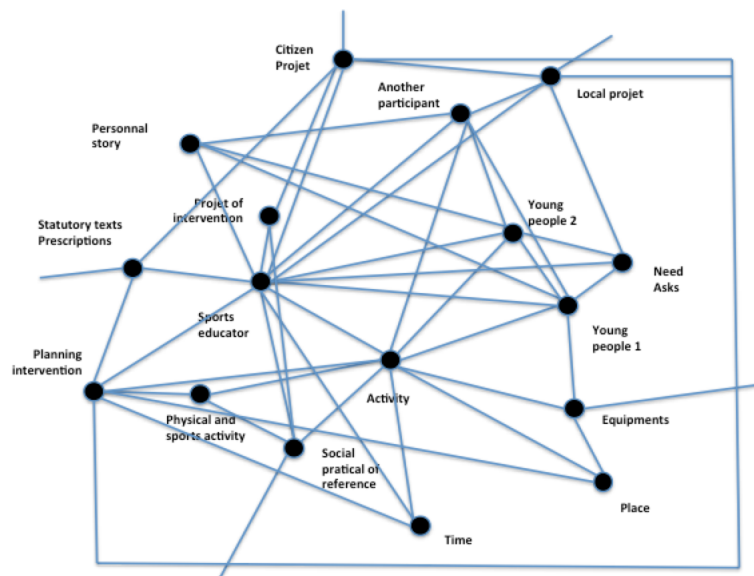 Citizen
Projet
Another
participant
Local projet
Personnal
story
Projet of
intervention
Young
people 2
Statutory texts
Prescriptions
Need
Asks
Sports
educator
Young
people 1
Planning
intervention
Activity
Physical and
sports activity
Equipments
Social
pratical of
reference
Place
Time